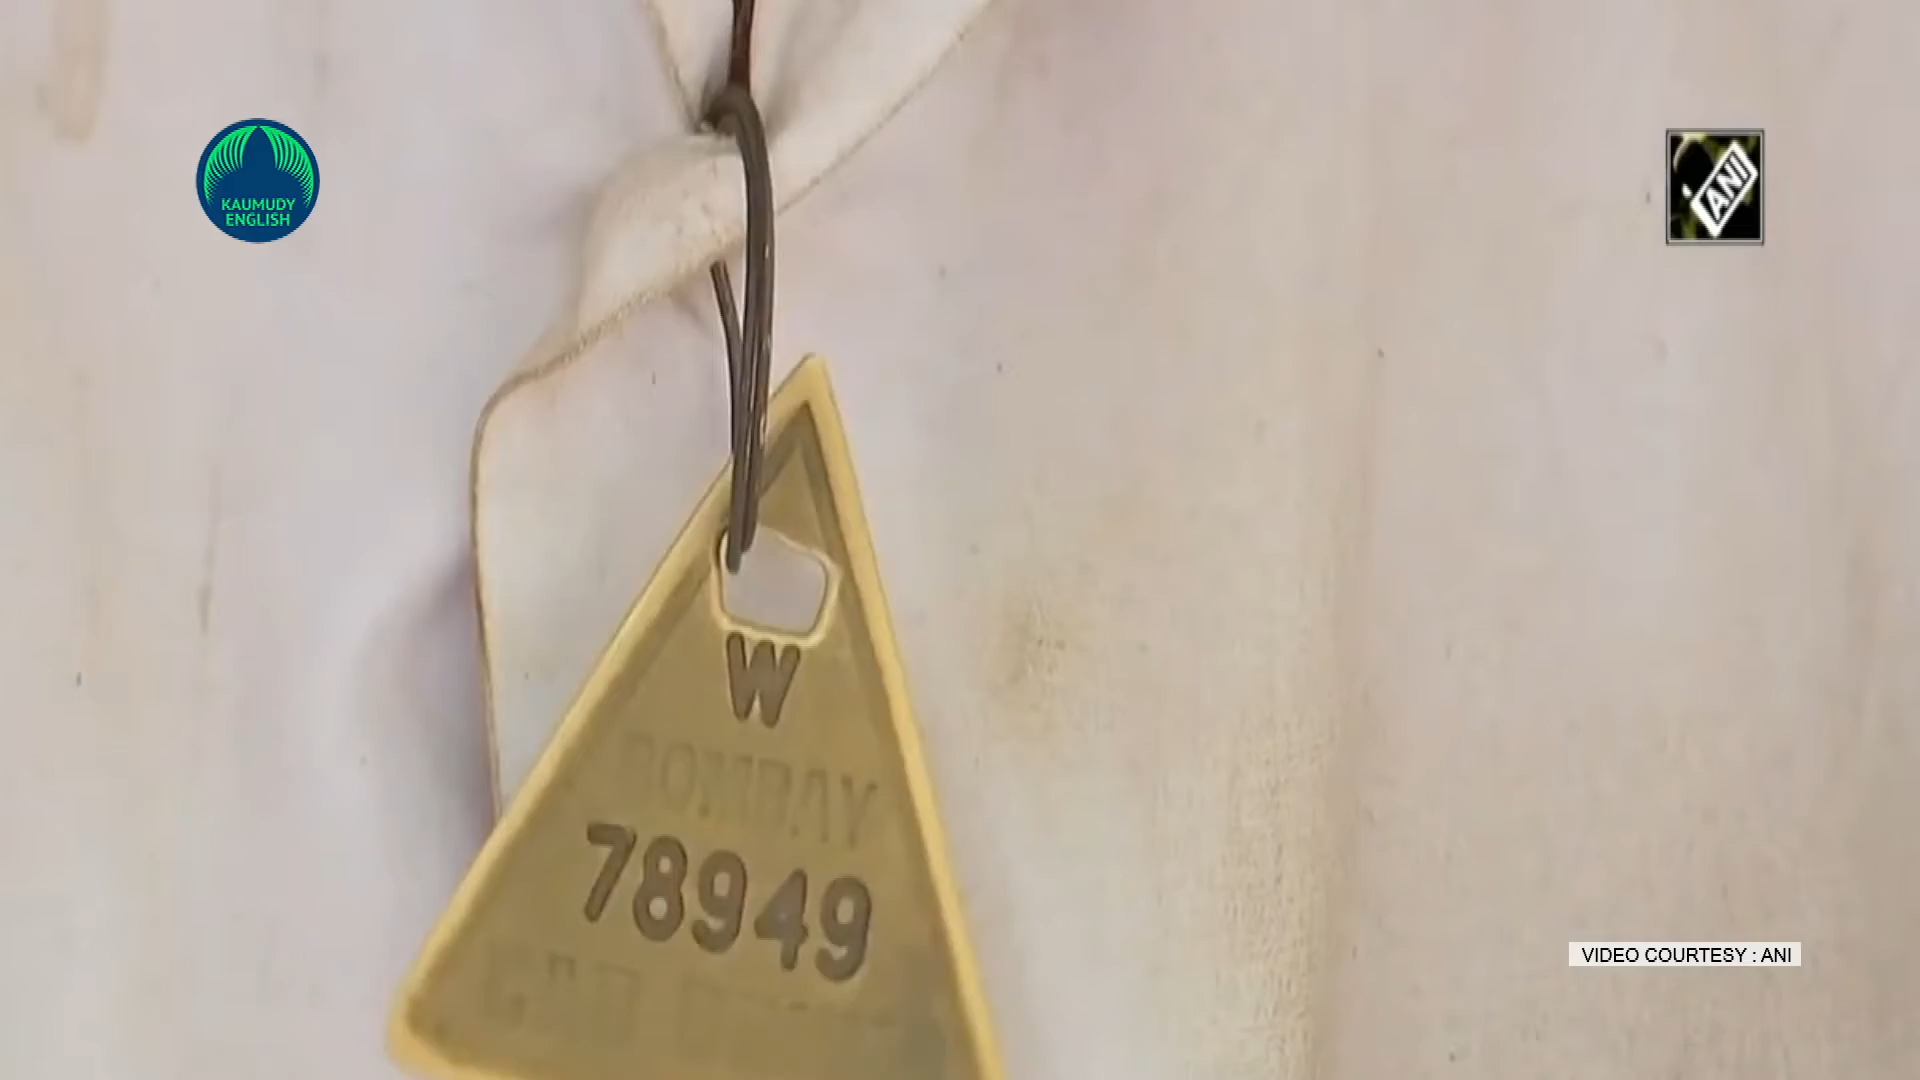 KAUMUDY
ENGLISH
ANI
W
BOMBAY
78949
VIDEO COURTESY : ANI